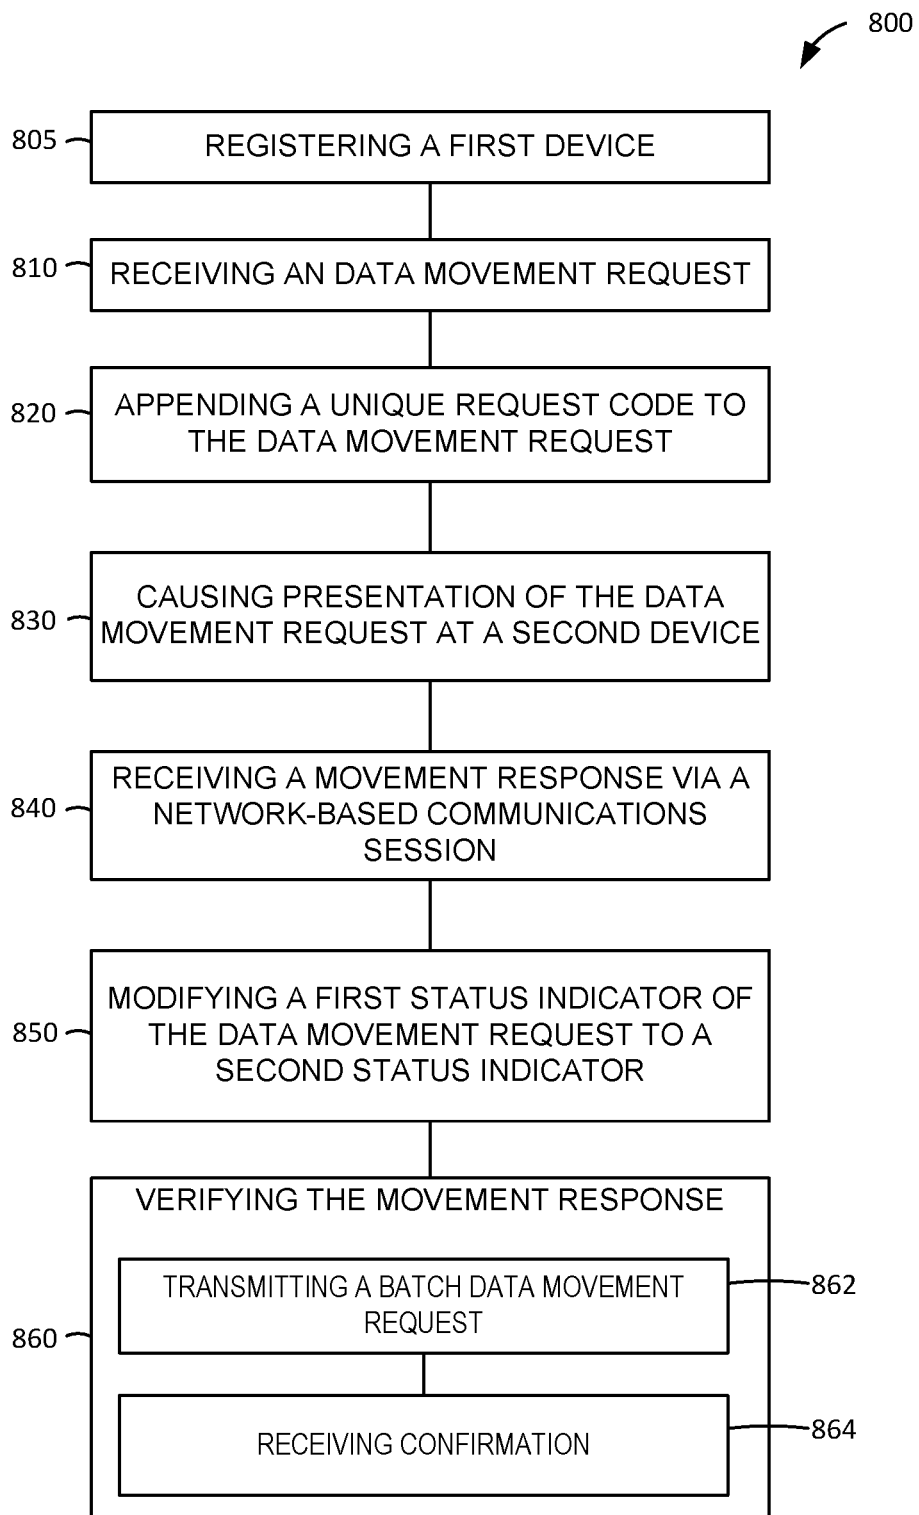 800
805
REGISTERING A FIRST DEVICE
810
RECEIVING AN DATA MOVEMENT REQUEST
820
APPENDING A UNIQUE REQUEST CODE TO
THE DATA MOVEMENT REQUEST
830
CAUSING PRESENTATION OF THE DATA
MOVEMENT REQUEST AT A SECOND DEVICE
840
RECEIVING A MOVEMENT RESPONSE VIA A
NETWORK-BASED COMMUNICATIONS
SESSION
850
MODIFYING A FIRST STATUS INDICATOR OF
THE DATA MOVEMENT REQUEST TO A
SECOND STATUS INDICATOR
860
VERIFYING THE MOVEMENT RESPONSE
TRANSMITTING A BATCH DATA MOVEMENT
REQUEST
862
RECEIVING CONFIRMATION
864